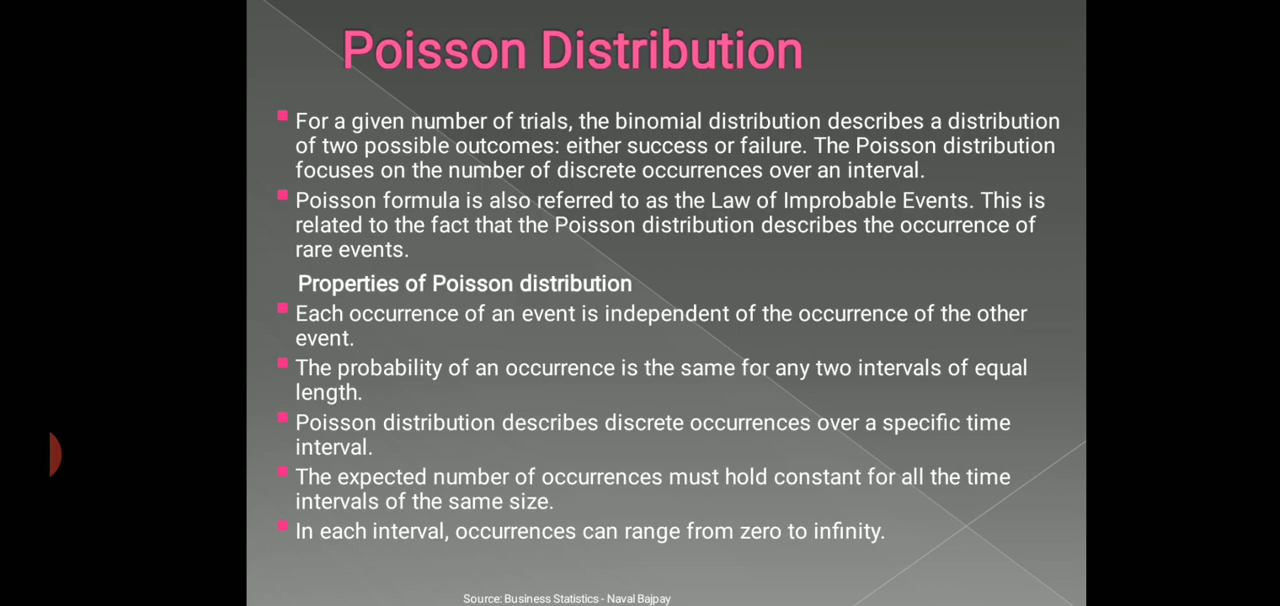 Poisson Distribution
For a given number of trials, the binomial distribution describes a distribution
of two possible outcomes: either success or failure. The Poisson distribution
focuses on the number of discrete occurrences over an interval.
Poisson formula is also referred to as the Law of Improbable Events. This is
related to the fact that the Poisson distribution describes the occurrence of
rare events.
Properties of Poisson distribution
Each occurrence of an event is independent of the occurrence of the other
event.
The probability of an occurrence is the same for any two intervals of equal
length.
Poisson distribution describes discrete occurrences over a specific time
interval.
The expected number of occurrences must hold constant for all the time
intervals of the same size.
In each interval, occurrences can range from zero to infinity.
Source: Business Statistics - Naval Bajpay